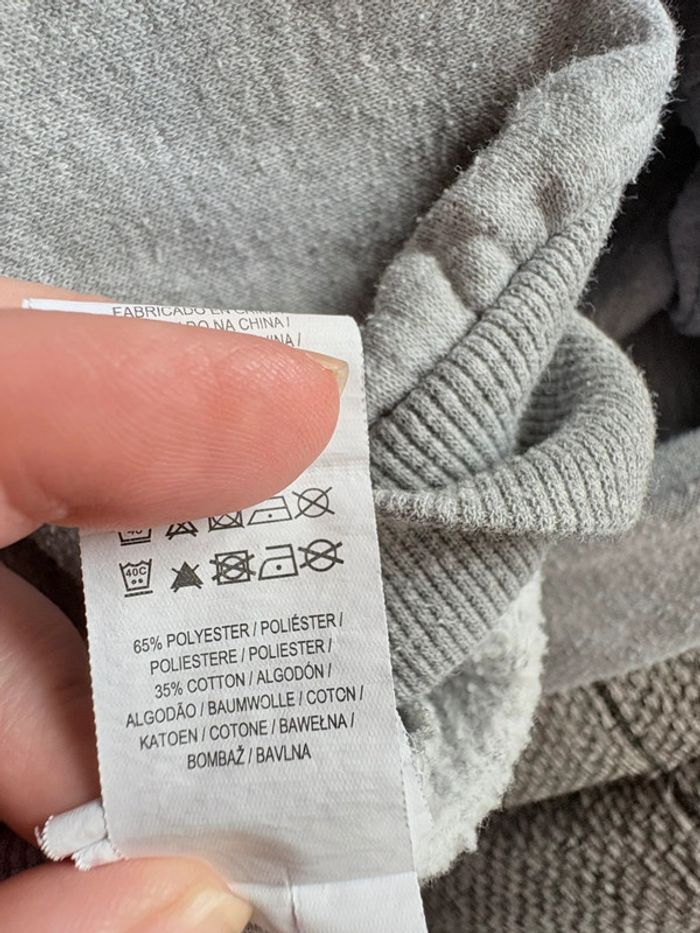 FABRICADO EN CHINA
NA CHINA /
40C
65% POLYESTER / POLIÉSTER /
POLIESTERE / POLIESTER /
35% COTTON / ALGODÓN /
ALGODÃO / BAUMWOLLE / COTON /
KATOEN / COTONE / BAWEŁNA /
BOMBAŽ / BAVLNA